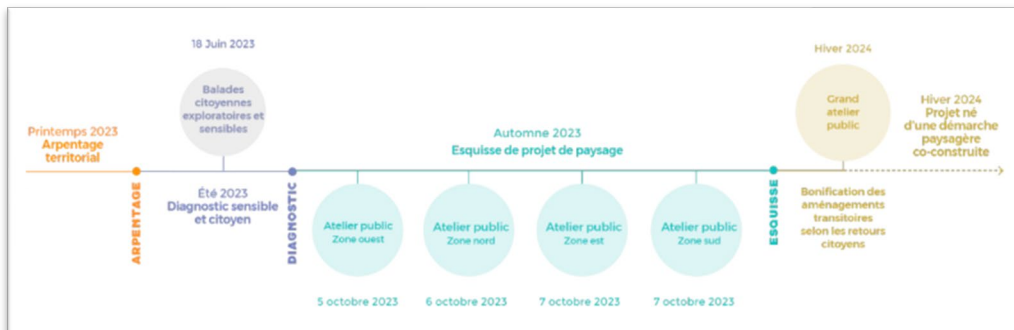 Printemps 2023
Arpentage
territorial
ARPENTAGE
18 Juin 2023
Balades
citoyennes
exploratoires et
sensibles
Été 2023
Diagnostic sensible
et citoyen
DIAGNOSTIC
Automne 2023
Esquisse de projet de paysage
Atelier public
Zone ouest
5 octobre 2023
Atelier public
Zone nord
6 octobre 2023
Atelier public
Zone est
7 octobre 2023
Atelier public
Zone sud
7 octobre 2023
ESQUISSE
Hiver 2024
Grand
atelier
public
Bonification des
aménagements
transitoires
selon les retours
citoyens
Hiver 2024
Projet né
d'une démarche
paysagère
co-construite